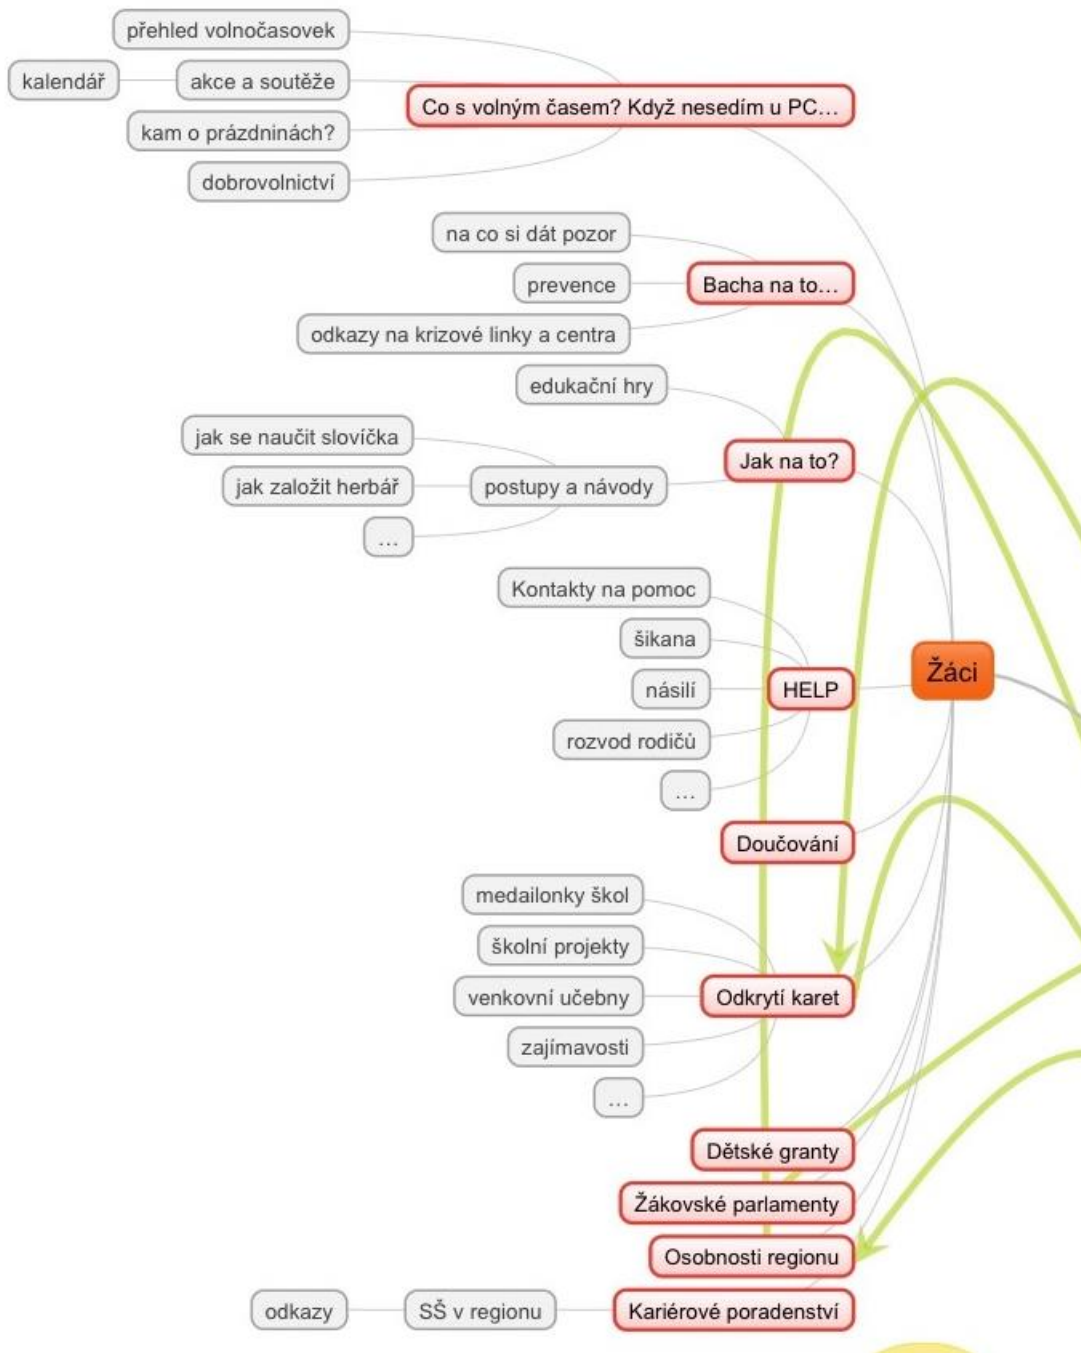 přehled volnočasovek
kalendář
akce a soutěže
Co s volným časem? Když nesedím u PC...
kam o prázdninách?
dobrovolnictví
na co si dát pozor
prevence
Bacha na to...
odkazy na krizové linky a centra
edukační hry
jak se naučit slovíčka
Jak na to?
jak založit herbář
postupy a návody
...
Kontakty na pomoc
šikana
násilí
HELP
Žáci
rozvod rodičů
...
Doučování
medailonky škol
školní projekty
venkovní učebny
Odkrytí karet
zajímavosti
...
Dětské granty
Žákovské parlamenty
Osobnosti regionu
odkazy
SŠ v regionu
Kariérové poradenství